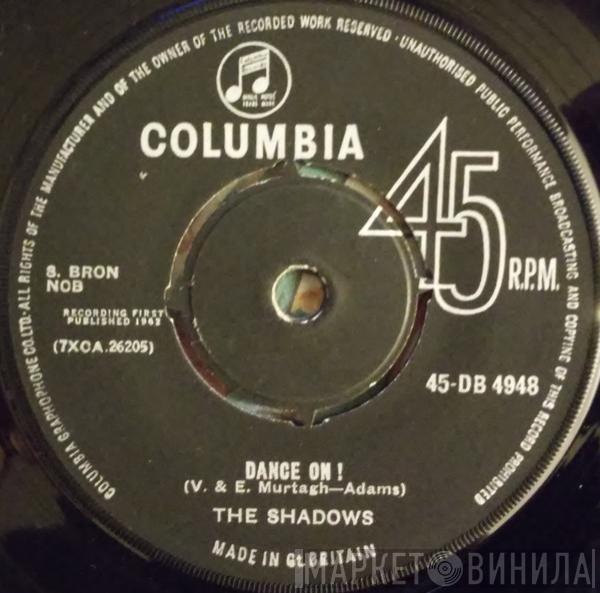 COLUMBIA GRAPHOPHONE CO.LTD.·ALL RIGHTS OF THE MANUFACTURER AND OF THE OWNER OF THE RECORDED WORK RESERVED·UNAUTHORISED PUBLIC PERFORMANCE BROADCASTING AND COPYING OF THIS RECORD PROHIBITED
COLUMBIA
45 R.P.M.
S. BRON
NCB
RECORDING FIRST
PUBLISHED 1962
(7XCA.26205)
45-DB 4948
DANCE ON!
(V. & E. Murtagh—Adams)
THE SHADOWS
MADE IN GT.BRITAIN
МАРКЕТ ВИНИЛА